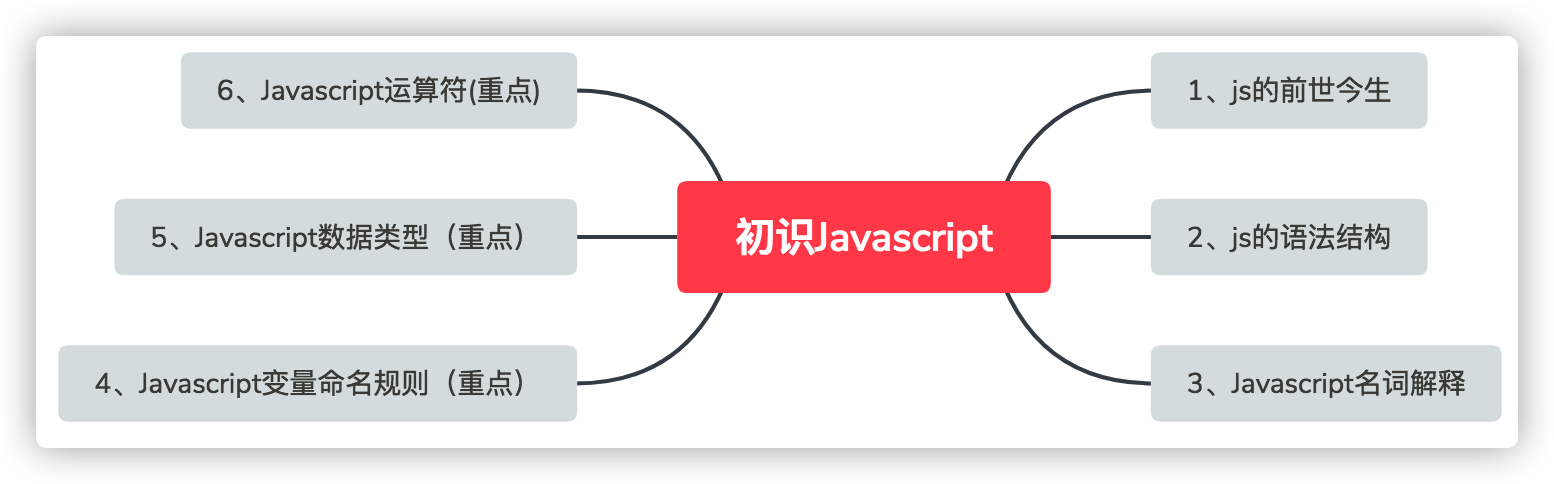 初识Javascript
1、js的前世今生
2、js的语法结构
3、Javascript名词解释
4、Javascript变量命名规则（重点）
5、Javascript数据类型（重点）
6、Javascript运算符(重点)